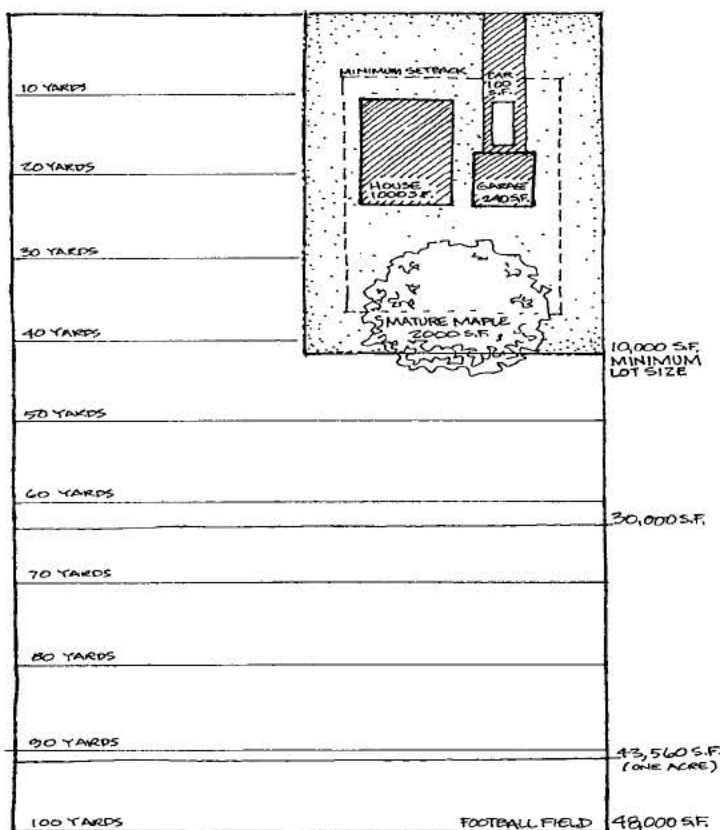 MINIMUM SETBACK
CAR
100
S.F.
10 YARDS
20 YARDS
HOUSE
1000 S.F.
GARAGE
240 S.F.
30 YARDS
MATURE MAPLE
2000 S.F.
40 YARDS
10,000 S.F.
MINIMUM
LOT SIZE
50 YARDS
60 YARDS
30,000 S.F.
70 YARDS
80 YARDS
90 YARDS
43,560 S.F.
(ONE ACRE)
100 YARDS
FOOTBALL FIELD
48,000 S.F.